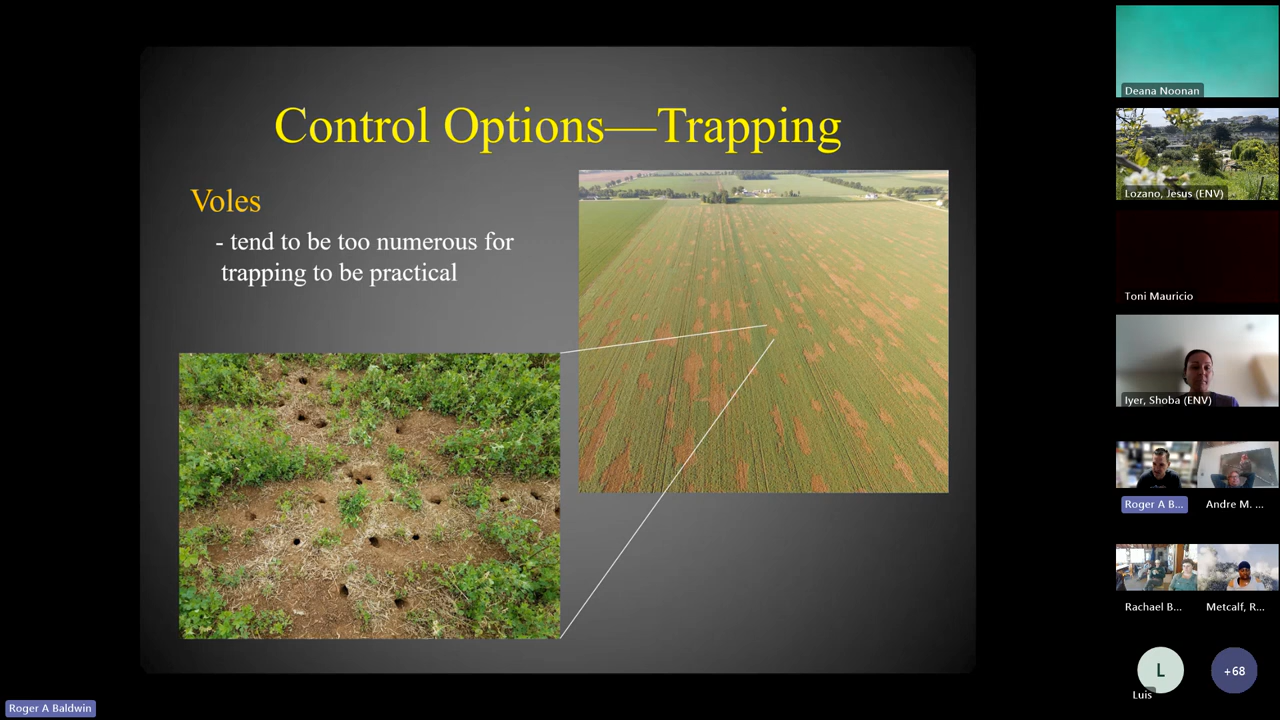 Control Options—Trapping
Voles
- tend to be too numerous for
trapping to be practical
Deana Noonan
Lozano, Jesus (ENV)
Toni Mauricio
Iyer, Shoba (ENV)
Roger A B...
Andre M. ...
Rachael B...
Metcalf, R...
L
Luis
+68
Roger A Baldwin